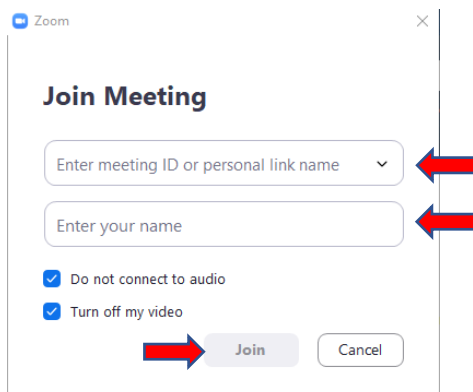 Zoom
Join Meeting
Enter meeting ID or personal link name
Enter your name
Do not connect to audio
Turn off my video
Join Cancel